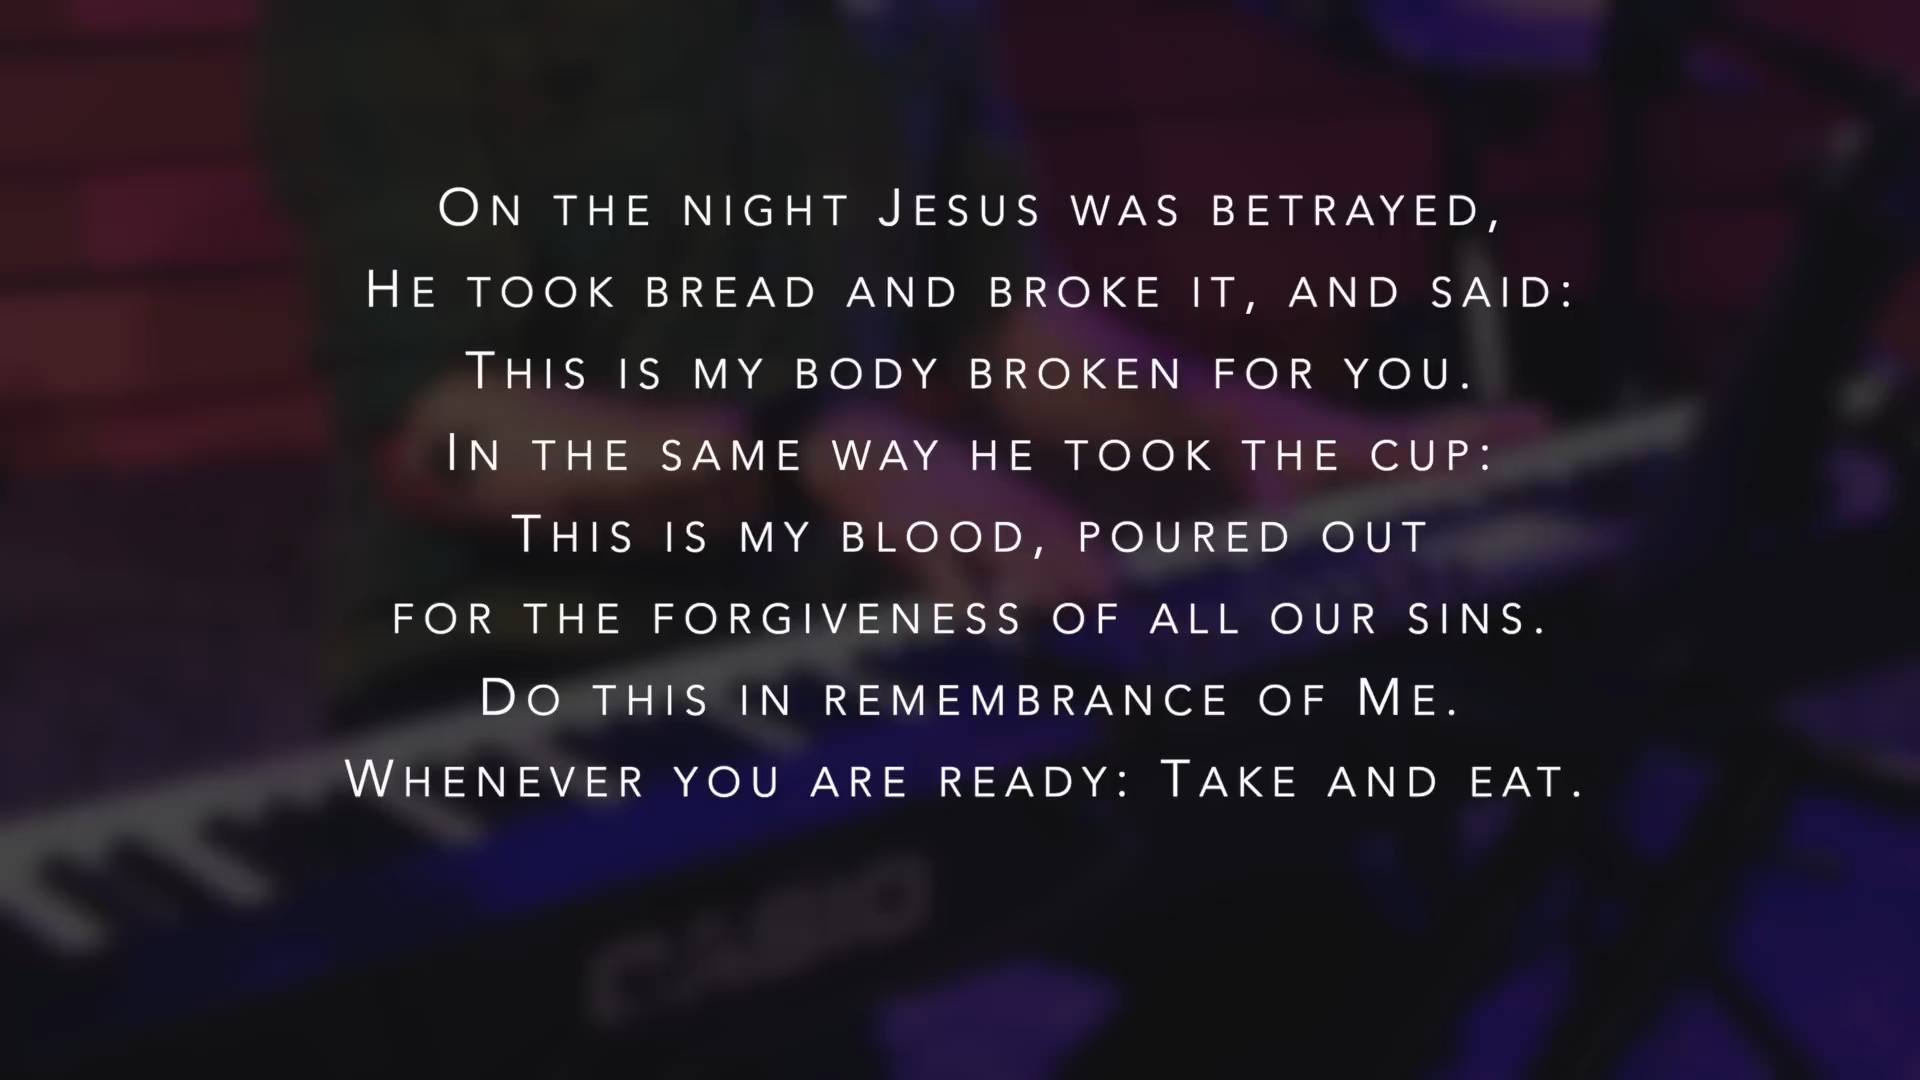 On the night Jesus was betrayed,
He took bread and broke it, and said:
This is my body broken for you.
In the same way he took the cup:
This is my blood, poured out
for the forgiveness of all our sins.
Do this in remembrance of Me.
Whenever you are ready: Take and eat.
CASIO